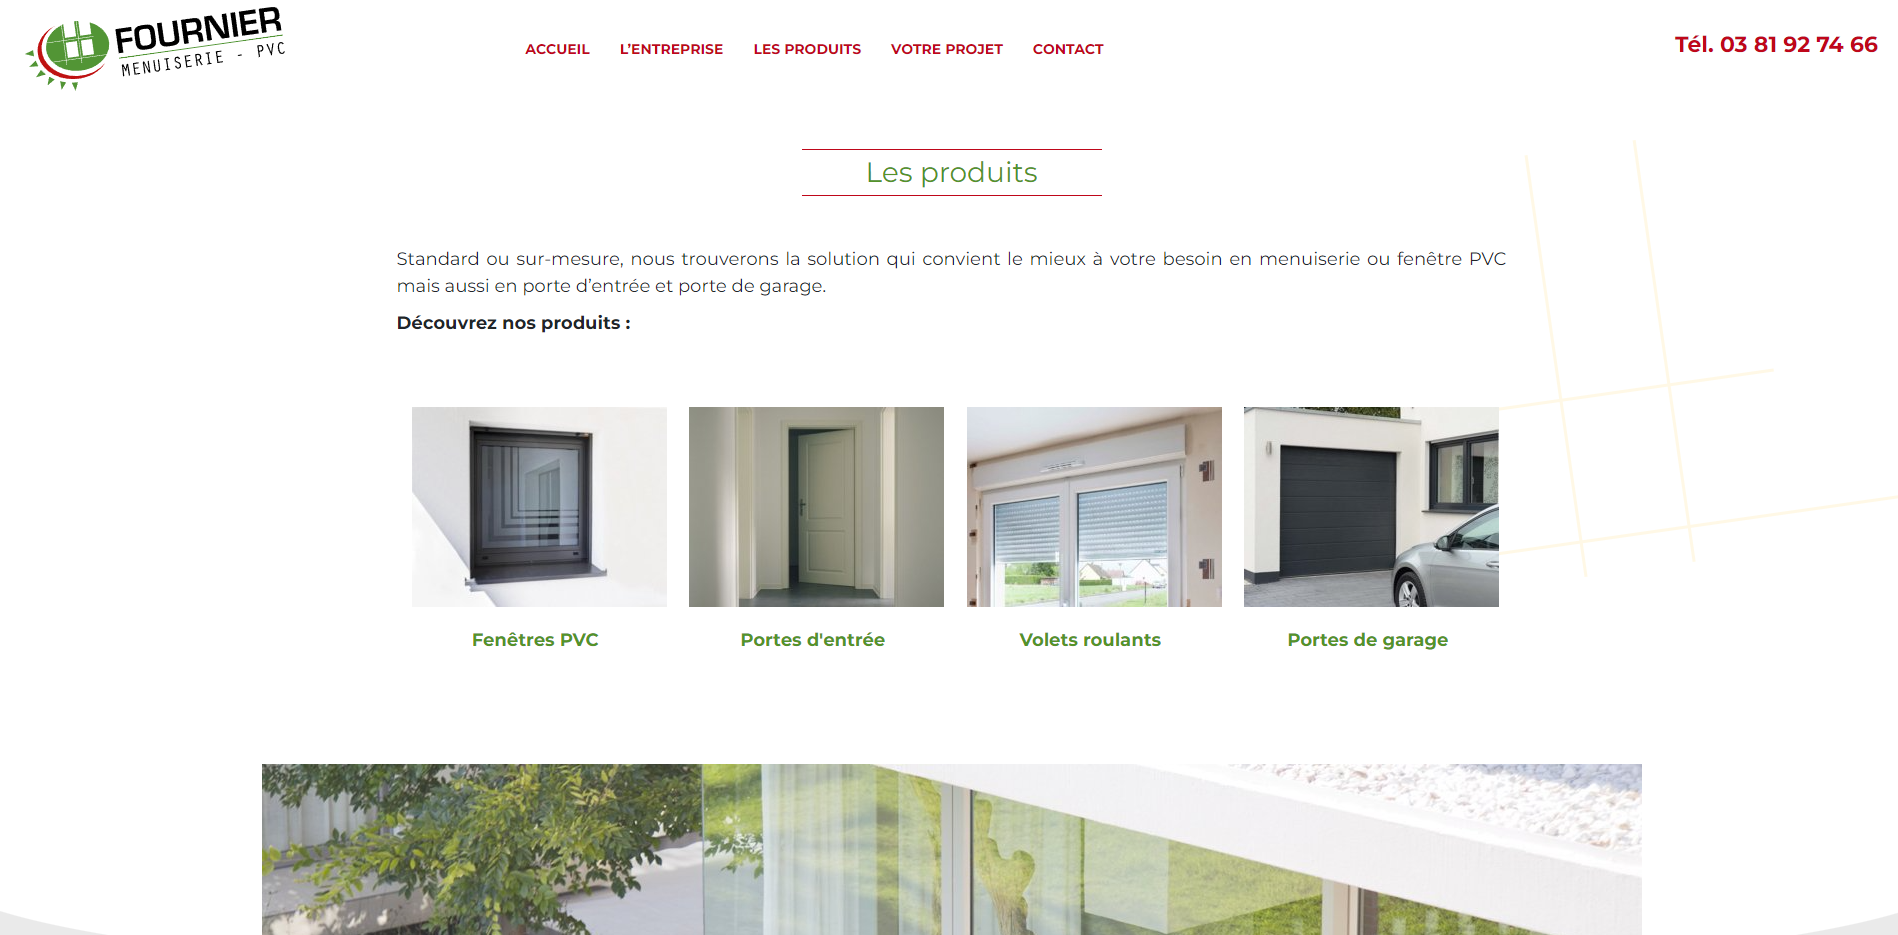 FOURNIER
MENUISERIE - PVC
ACCUEIL L'ENTREPRISE LES PRODUITS VOTRE PROJET CONTACT
Tél. 03 81 92 74 66
Les produits
Standard ou sur-mesure, nous trouverons la solution qui convient le mieux à votre besoin en menuiserie ou fenêtre PVC
mais aussi en porte d’entrée et porte de garage.
Découvrez nos produits :
Fenêtres PVC
Portes d'entrée
Volets roulants
Portes de garage